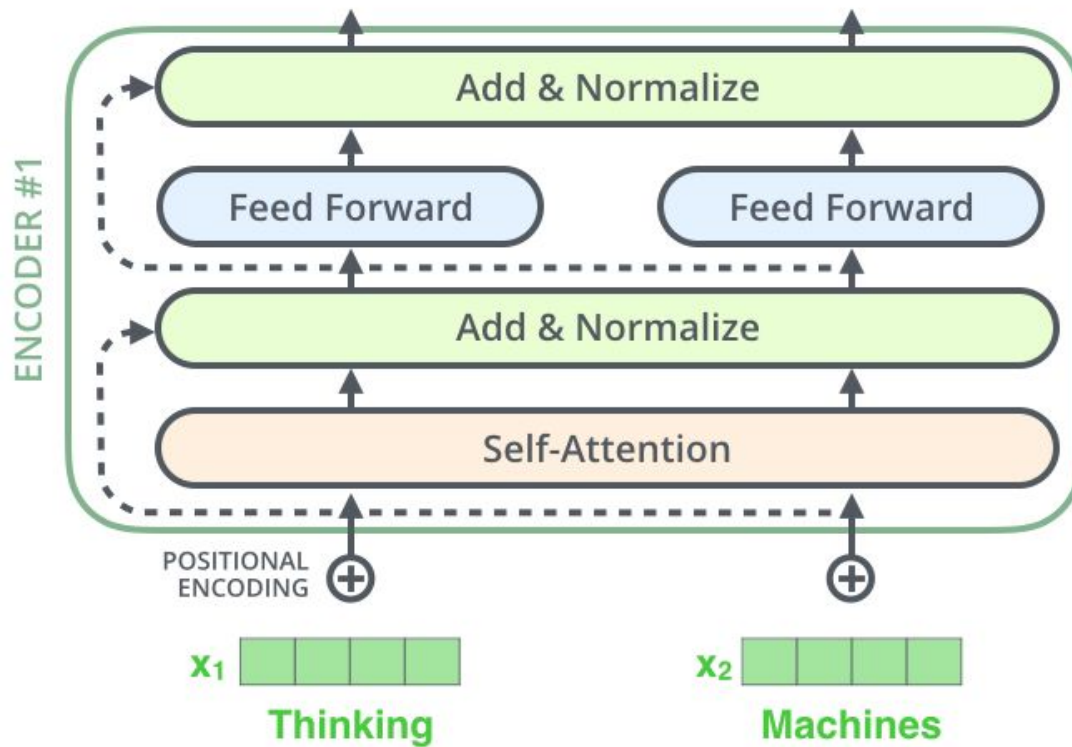 Add & Normalize
Feed Forward
Feed Forward
ENCODER #1
Add & Normalize
Self-Attention
POSITIONAL
ENCODING
x₁
x₂
Thinking
Machines